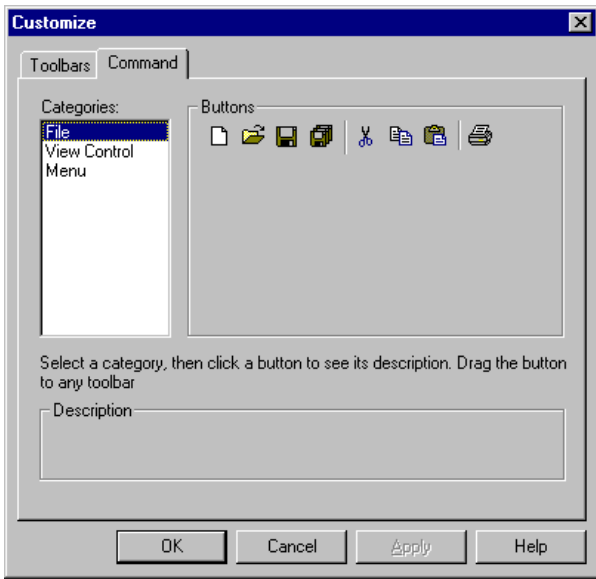 Customize
Toolbars
Command
Categories:
File
View Control
Menu
Buttons
Select a category, then click a button to see its description. Drag the button
to any toolbar
Description
OK
Cancel
Apply
Help